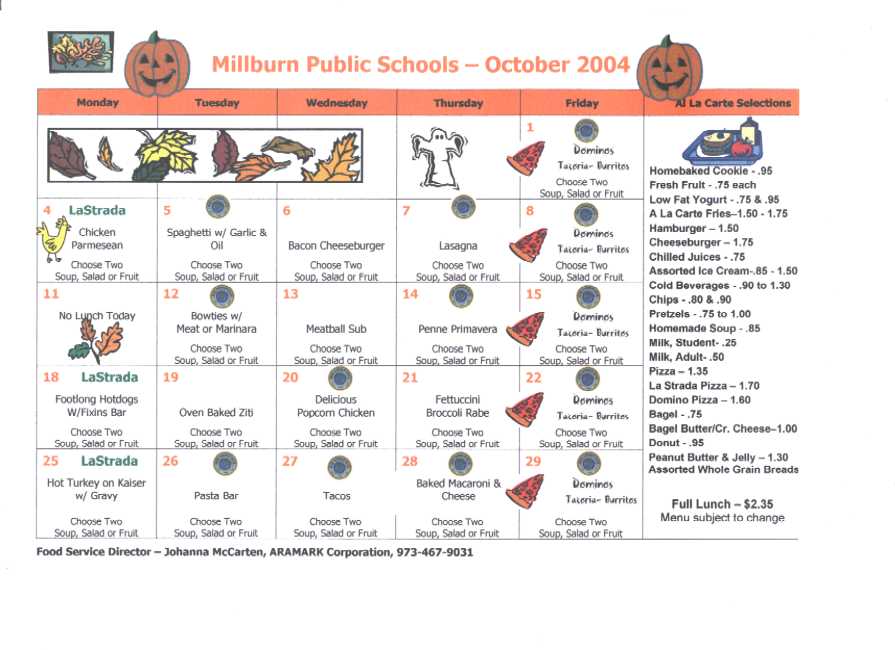 Millburn Public Schools – October 2004
Monday Tuesday Wednesday Thursday Friday Al La Carte Selections
1
Dominos
Taqueria- Burritos
Choose Two
Soup, Salad or Fruit
4 LaStrada
Chicken
Parmesean
Choose Two
Soup, Salad or Fruit
5
Spaghetti w/ Garlic &
Oil
Choose Two
Soup, Salad or Fruit
6
Bacon Cheeseburger
Choose Two
Soup, Salad or Fruit
7
Lasagna
Choose Two
Soup, Salad or Fruit
8
Dominos
Taqueria- Burritos
Choose Two
Soup, Salad or Fruit
11
No Lunch Today
12
Bowties w/
Meat or Marinara
Choose Two
Soup, Salad or Fruit
13
Meatball Sub
Choose Two
Soup, Salad or Fruit
14
Penne Primavera
Choose Two
Soup, Salad or Fruit
15
Dominos
Taqueria- Burritos
Choose Two
Soup, Salad or Fruit
18 LaStrada
Footlong Hotdogs
W/Fixins Bar
Choose Two
Soup, Salad or Fruit
19
Oven Baked Ziti
Choose Two
Soup, Salad or Fruit
20
Delicious
Popcorn Chicken
Choose Two
Soup, Salad or Fruit
21
Fettuccini
Broccoli Rabe
Choose Two
Soup, Salad or Fruit
22
Dominos
Taqueria- Burritos
Choose Two
Soup, Salad or Fruit
25 LaStrada
Hot Turkey on Kaiser
w/ Gravy
Choose Two
Soup, Salad or Fruit
26
Pasta Bar
Choose Two
Soup, Salad or Fruit
27
Tacos
Choose Two
Soup, Salad or Fruit
28
Baked Macaroni &
Cheese
Choose Two
Soup, Salad or Fruit
29
Dominos
Taqueria- Burritos
Choose Two
Soup, Salad or Fruit
Homebaked Cookie - .95
Fresh Fruit - .75 each
Low Fat Yogurt - .75 & .95
A La Carte Fries–1.50 - 1.75
Hamburger – 1.50
Cheeseburger – 1.75
Chilled Juices - .75
Assorted Ice Cream-.85 - 1.50
Cold Beverages - .90 to 1.30
Chips - .80 & .90
Pretzels - .75 to 1.00
Homemade Soup - .85
Milk, Student- .25
Milk, Adult- .50
Pizza – 1.35
La Strada Pizza – 1.70
Domino Pizza – 1.60
Bagel - .75
Bagel Butter/Cr. Cheese–1.00
Donut - .95
Peanut Butter & Jelly – 1.30
Assorted Whole Grain Breads
Full Lunch – $2.35
Menu subject to change
Food Service Director – Johanna McCarten, ARAMARK Corporation, 973-467-9031